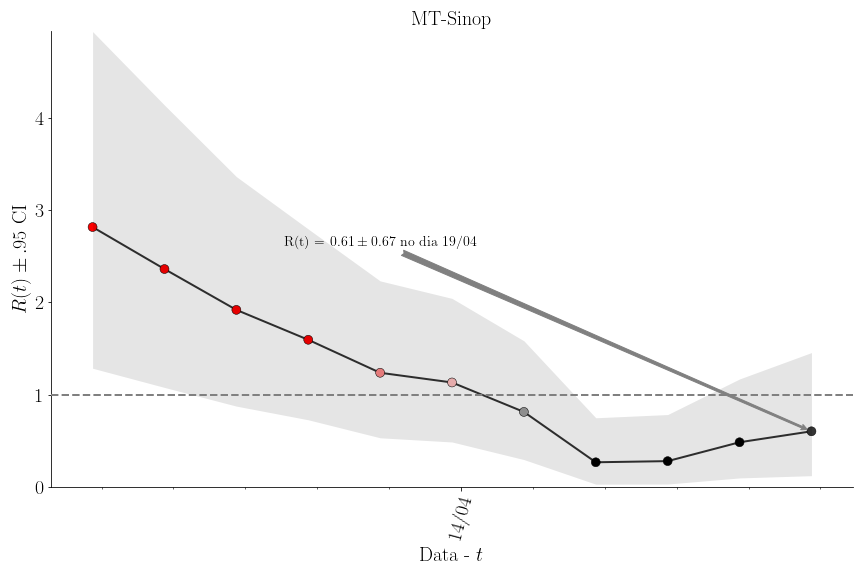 MT-Sinop
R(t) ± .95 CI
4
3
2
1
0
R(t) = 0.61 ± 0.67 no dia 19/04
14/04
Data - t